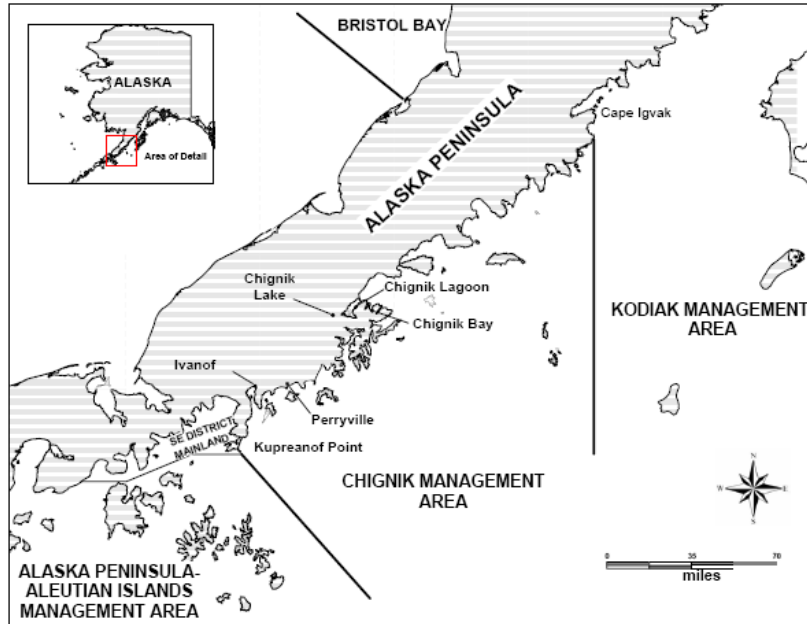 BRISTOL BAY
ALASKA
Area of Detail
ALASKA PENINSULA
Cape Igvak
Chignik
Lake
Chignik Lagoon
Chignik Bay
KODIAK MANAGEMENT
AREA
Ivanof
Perryville
SE DISTRICT
MAINLAND
Kupreanof Point
CHIGNIK MANAGEMENT
AREA
N
W
E
S
ALASKA PENINSULA-
ALEUTIAN ISLANDS
MANAGEMENT AREA
0 35 70
miles